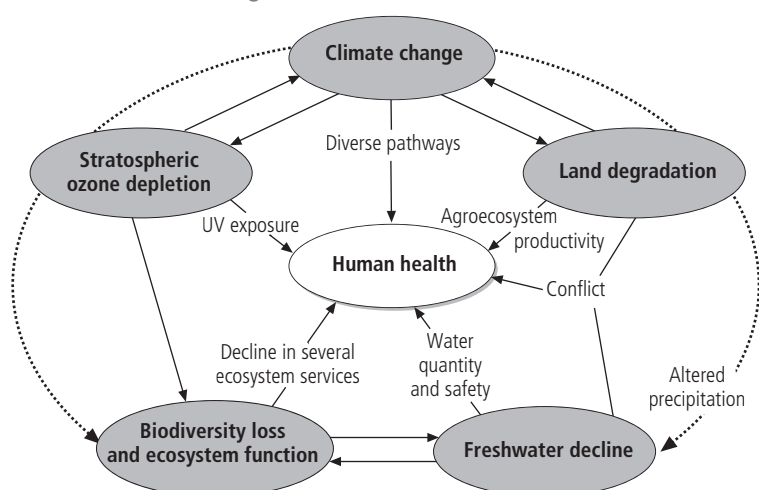 Climate change
Diverse pathways
Stratospheric
ozone depletion
Land degradation
UV exposure
Agroecosystem
productivity
Human health
Conflict
Decline in several
ecosystem services
Water
quantity
and safety
Altered
precipitation
Biodiversity loss
and ecosystem function
Freshwater decline